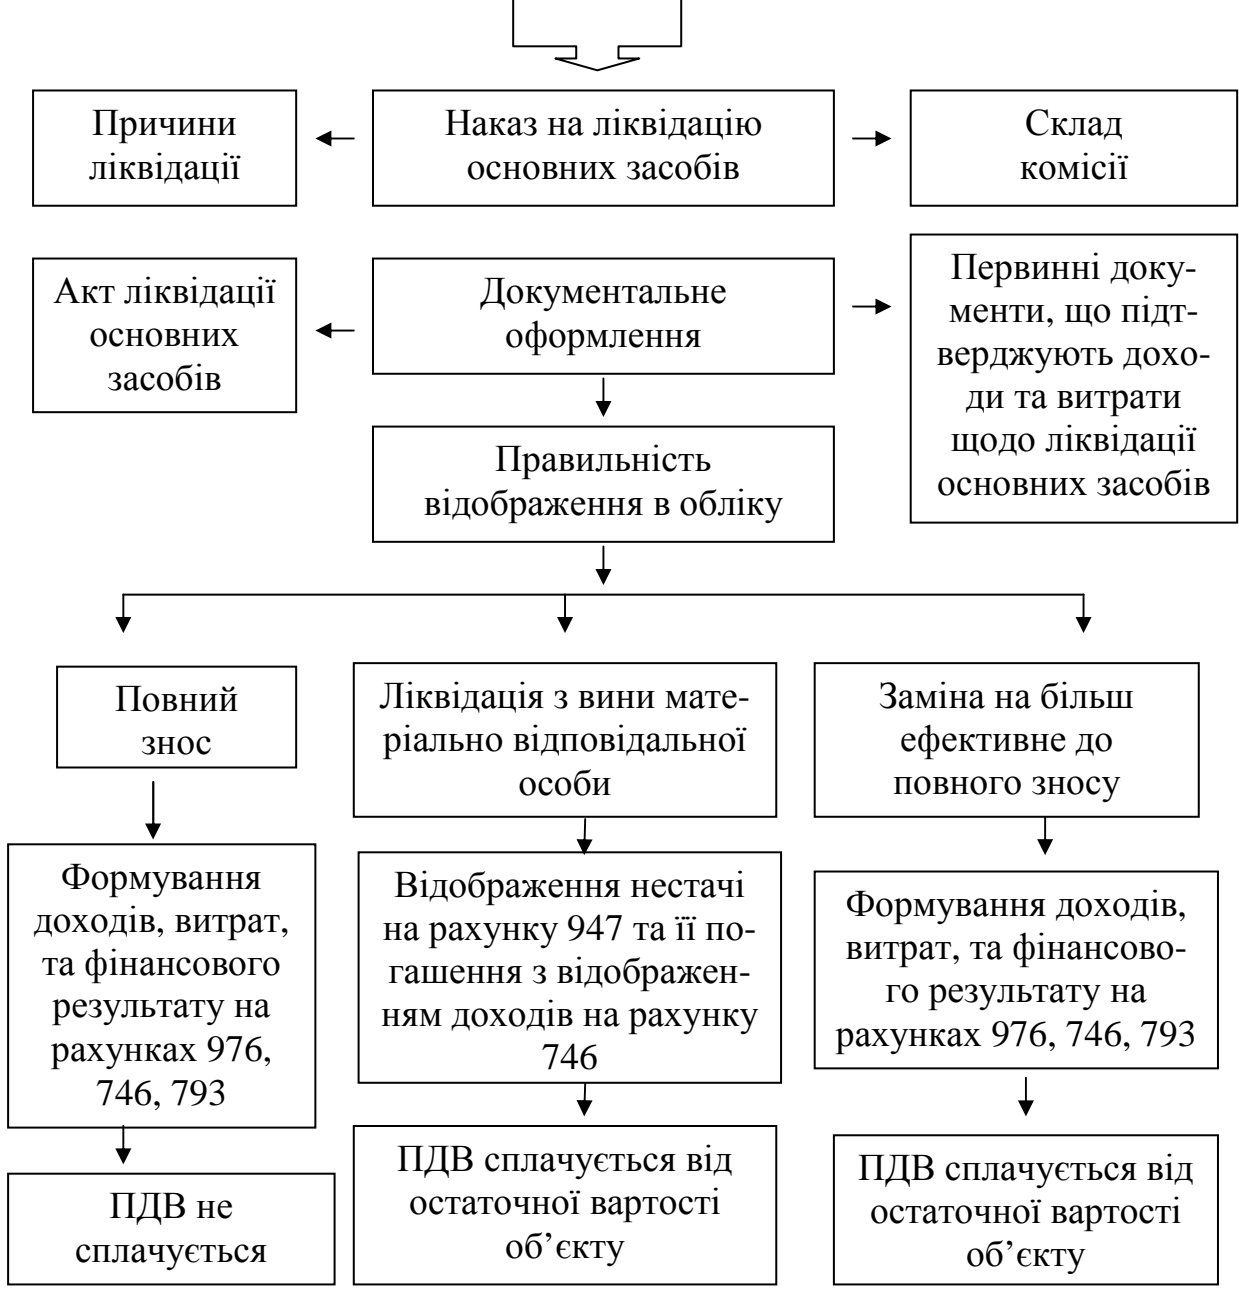 Причини
ліквідації
Наказ на ліквідацію
основних засобів
Склад
комісії
Акт ліквідації
основних
засобів
Документальне
оформлення
Первинні доку-
менти, що підт-
верджують дохо-
ди та витрати
щодо ліквідації
основних засобів
Правильність
відображення в обліку
Повний
знос
Ліквідація з вини мате-
ріально відповідальної
особи
Заміна на більш
ефективне до
повного зносу
Формування
доходів, витрат,
та фінансового
результату на
рахунках 976,
746, 793
Відображення нестачі
на рахунку 947 та її по-
гашення з відображен-
ням доходів на рахунку
746
Формування доходів,
витрат, та фінансово-
го результату на
рахунках 976, 746, 793
ПДВ не
сплачується
ПДВ сплачується від
остаточної вартості
об’єкту
ПДВ сплачується від
остаточної вартості
об’єкту